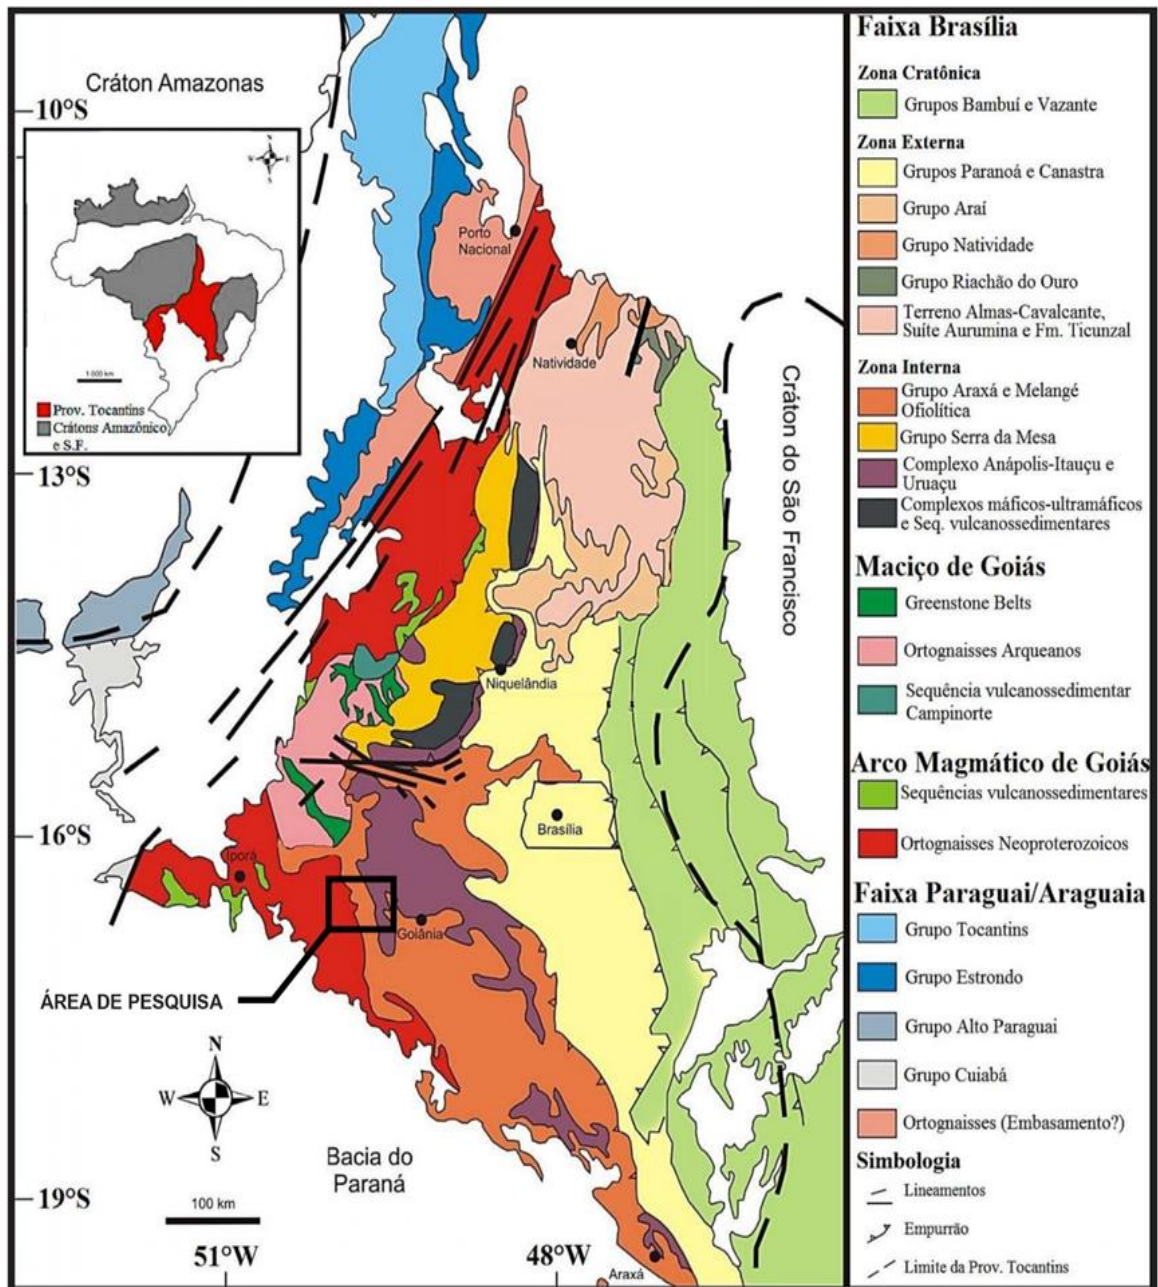 Cráton Amazonas
10°S
N
W
E
S
1 000 km
Prov. Tocantins
Crátons Amazônico
e S.F.
Porto
Nacional
Natividade
13°S
Cráton do São Francisco
Niquelândia
Brasília
16°S
Iporá
Goiânia
ÁREA DE PESQUISA
N
W
E
S
Bacia do
Paraná
19°S
100 km
51°W
48°W
Araxá
Faixa Brasília
Zona Cratônica
Grupos Bambuí e Vazante
Zona Externa
Grupos Paranoá e Canastra
Grupo Araí
Grupo Natividade
Grupo Riachão do Ouro
Terreno Almas-Cavalcante,
Suíte Aurumina e Fm. Ticunzal
Zona Interna
Grupo Araxá e Melangé
Ofiolítica
Grupo Serra da Mesa
Complexo Anápolis-Itauçu e
Uruaçu
Complexos máficos-ultramáficos
e Seq. vulcanossedimentares
Maciço de Goiás
Greenstone Belts
Ortognaisses Arqueanos
Sequência vulcanossedimentar
Campinorte
Arco Magmático de Goiás
Sequências vulcanossedimentares
Ortognaisses Neoproterozoicos
Faixa Paraguai/Araguaia
Grupo Tocantins
Grupo Estrondo
Grupo Alto Paraguai
Grupo Cuiabá
Ortognaisses (Embasamento?)
Simbologia
Lineamentos
Empurrão
Limite da Prov. Tocantins